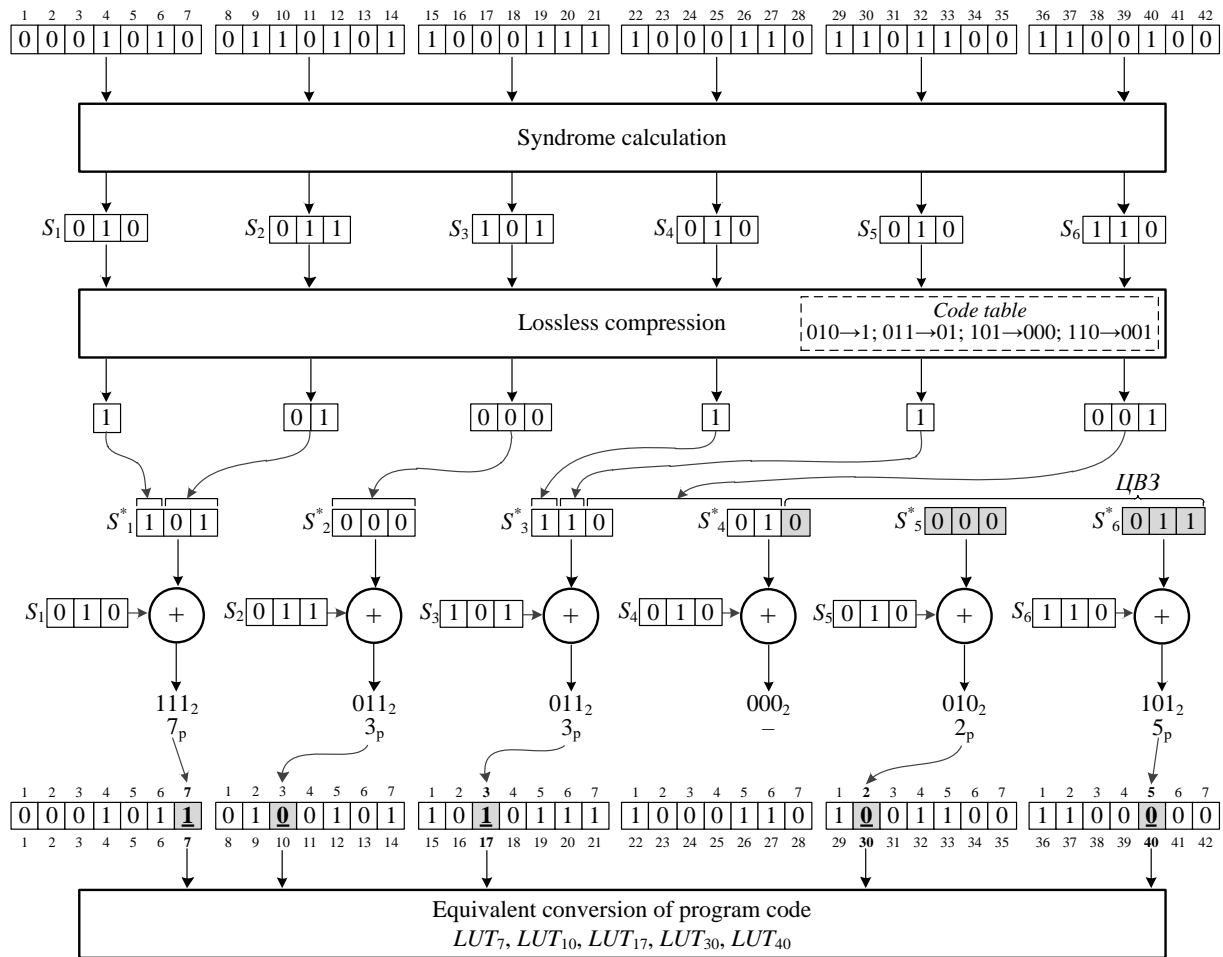 1 2 3 4 5 6 7 8 9 10 11 12 13 14 15 16 17 18 19 20 21 22 23 24 25 26 27 28 29 30 31 32 33 34 35 36 37 38 39 40 41 42
0 0 0 1 0 1 0 0 1 1 0 1 0 1 1 0 0 0 1 1 1 1 0 0 0 1 1 0 1 1 0 1 1 0 0 1 1 0 0 1 0 0
Syndrome calculation
S1 0 1 0 S2 0 1 1 S3 1 0 1 S4 0 1 0 S5 0 1 0 S6 1 1 0
Lossless compression
Code table
010→1; 011→01; 101→000; 110→001
1 0 1 0 0 0 1 1 0 0 1
ЦВЗ
S*1 1 0 1 S*2 0 0 0 S*3 1 1 0 S*4 0 1 0 S*5 0 0 0 S*6 0 1 1
S1 0 1 0 + S2 0 1 1 + S3 1 0 1 + S4 0 1 0 + S5 0 1 0 + S6 1 1 0 +
111₂ 011₂ 011₂ 000₂ 010₂ 101₂
7p 3p 3p – 2p 5p
1 2 3 4 5 6 7 1 2 3 4 5 6 7 1 2 3 4 5 6 7 1 2 3 4 5 6 7 1 2 3 4 5 6 7 1 2 3 4 5 6 7
0 0 0 1 0 1 1 0 1 0 0 1 0 1 1 0 1 0 1 1 1 1 0 0 0 1 1 0 1 0 0 1 1 0 0 1 1 0 0 0 0 0
1 2 3 4 5 6 7 8 9 10 11 12 13 14 15 16 17 18 19 20 21 22 23 24 25 26 27 28 29 30 31 32 33 34 35 36 37 38 39 40 41 42
Equivalent conversion of program code
LUT7, LUT10, LUT17, LUT30, LUT40